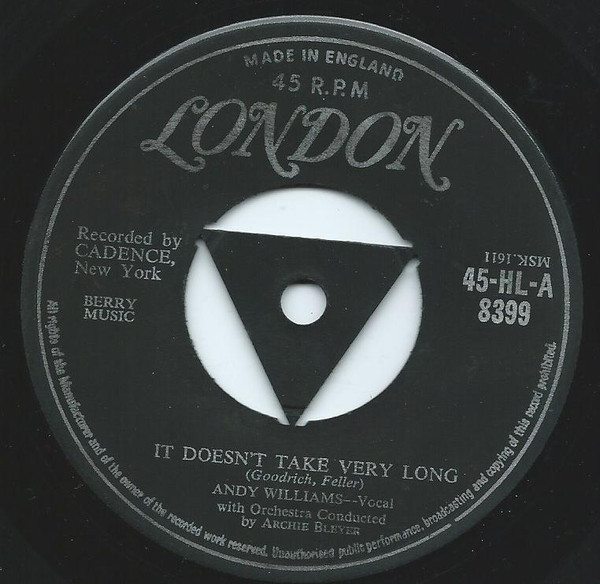 MADE IN ENGLAND
45 R.P.M
LONDON
Recorded by
CADENCE,
New York
BERRY
MUSIC
MSK.1611
45-HL-A
8399
IT DOESN'T TAKE VERY LONG
(Goodrich, Feller)
ANDY WILLIAMS--Vocal
with Orchestra Conducted
by ARCHIE BLEYER
All rights of the Manufacturer and of the owner of the recorded work reserved. Unauthorised public performance, broadcasting and copying of this record prohibited.